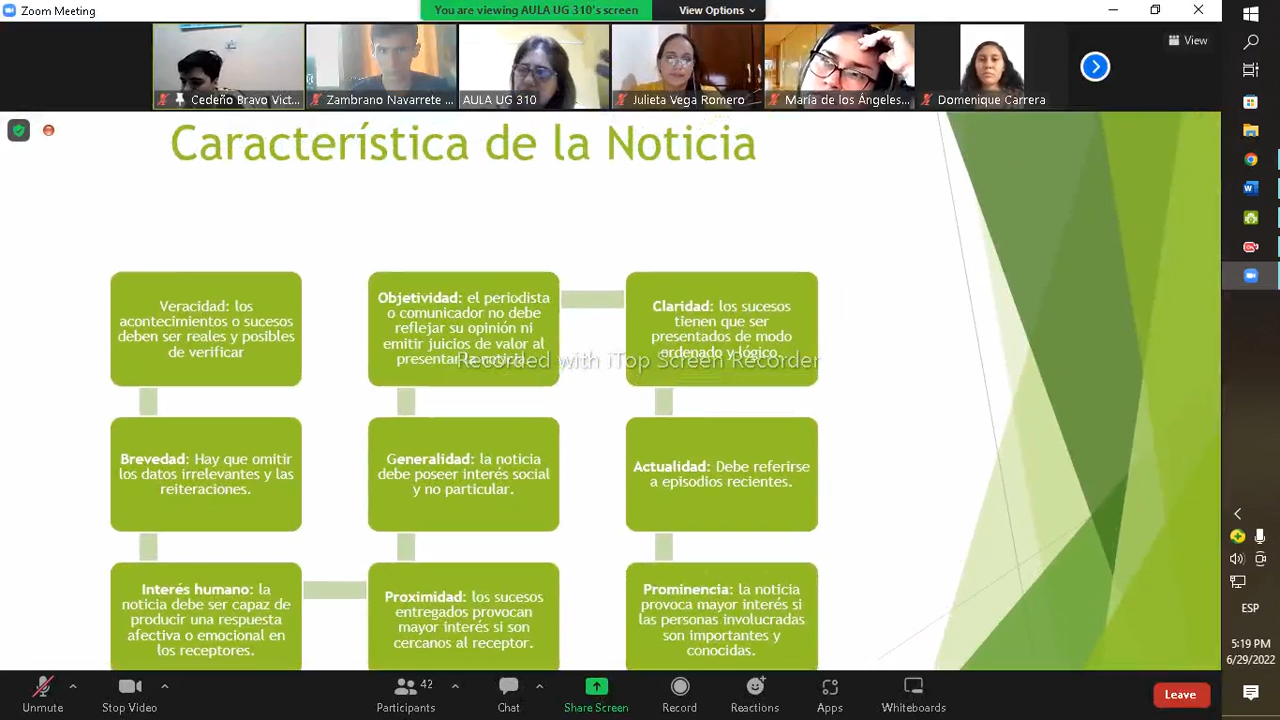 Zoom Meeting
You are viewing AULA UG 310's screen
View Options
View
Cedeño Bravo Vict...
Zambrano Navarrete ...
AULA UG 310
Julieta Vega Romero
María de los Ángeles...
Domenique Carrera
Característica de la Noticia
Veracidad: los
acontecimientos o sucesos
deben ser reales y posibles
de verificar
Objetividad: el periodista
o comunicador no debe
reflejar su opinión ni
emitir juicios de valor al
presentar la noticia.
Claridad: los sucesos
tienen que ser
presentados de modo
ordenado y lógico.
Recorded with iTop Screen Recorder
Brevedad: Hay que omitir
los datos irrelevantes y las
reiteraciones.
Generalidad: la noticia
debe poseer interés social
y no particular.
Actualidad: Debe referirse
a episodios recientes.
Interés humano: la
noticia debe ser capaz de
producir una respuesta
afectiva o emocional en
los receptores.
Proximidad: los sucesos
entregados provocan
mayor interés si son
cercanos al receptor.
Prominencia: la noticia
provoca mayor interés si
las personas involucradas
son importantes y
conocidas.
ESP
5:19 PM
6/29/2022
Unmute
Stop Video
42
Participants
Chat
Share Screen
Record
Reactions
Apps
Whiteboards
Leave